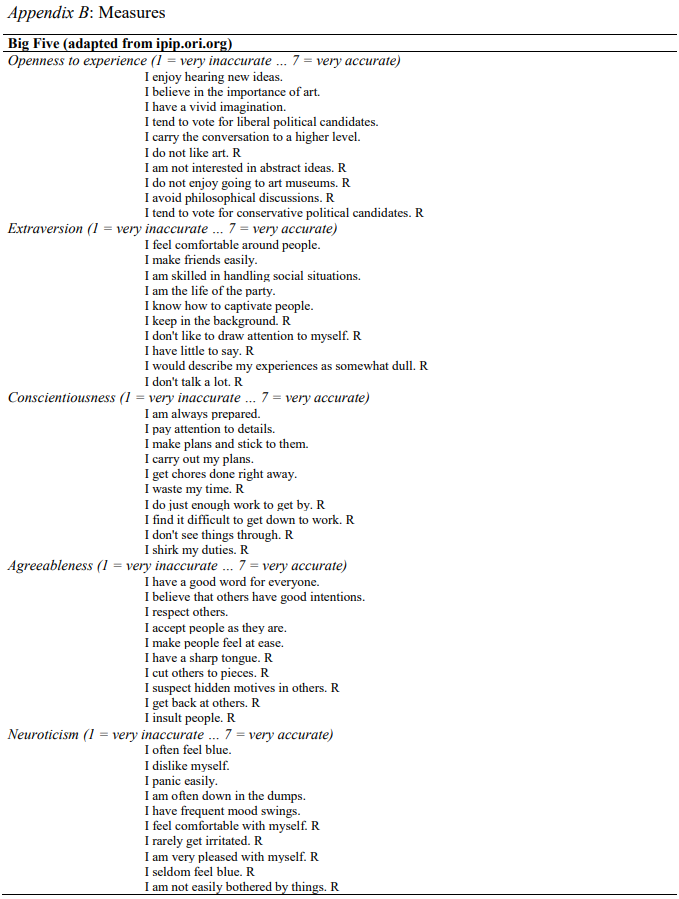 Appendix B: Measures
Big Five (adapted from ipip.ori.org)
Openness to experience (1 = very inaccurate ... 7 = very accurate)
I enjoy hearing new ideas.
I believe in the importance of art.
I have a vivid imagination.
I tend to vote for liberal political candidates.
I carry the conversation to a higher level.
I do not like art. R
I am not interested in abstract ideas. R
I do not enjoy going to art museums. R
I avoid philosophical discussions. R
I tend to vote for conservative political candidates. R
Extraversion (1 = very inaccurate ... 7 = very accurate)
I feel comfortable around people.
I make friends easily.
I am skilled in handling social situations.
I am the life of the party.
I know how to captivate people.
I keep in the background. R
I don't like to draw attention to myself. R
I have little to say. R
I would describe my experiences as somewhat dull. R
I don't talk a lot. R
Conscientiousness (1 = very inaccurate ... 7 = very accurate)
I am always prepared.
I pay attention to details.
I make plans and stick to them.
I carry out my plans.
I get chores done right away.
I waste my time. R
I do just enough work to get by. R
I find it difficult to get down to work. R
I don't see things through. R
I shirk my duties. R
Agreeableness (1 = very inaccurate ... 7 = very accurate)
I have a good word for everyone.
I believe that others have good intentions.
I respect others.
I accept people as they are.
I make people feel at ease.
I have a sharp tongue. R
I cut others to pieces. R
I suspect hidden motives in others. R
I get back at others. R
I insult people. R
Neuroticism (1 = very inaccurate ... 7 = very accurate)
I often feel blue.
I dislike myself.
I panic easily.
I am often down in the dumps.
I have frequent mood swings.
I feel comfortable with myself. R
I rarely get irritated. R
I am very pleased with myself. R
I seldom feel blue. R
I am not easily bothered by things. R